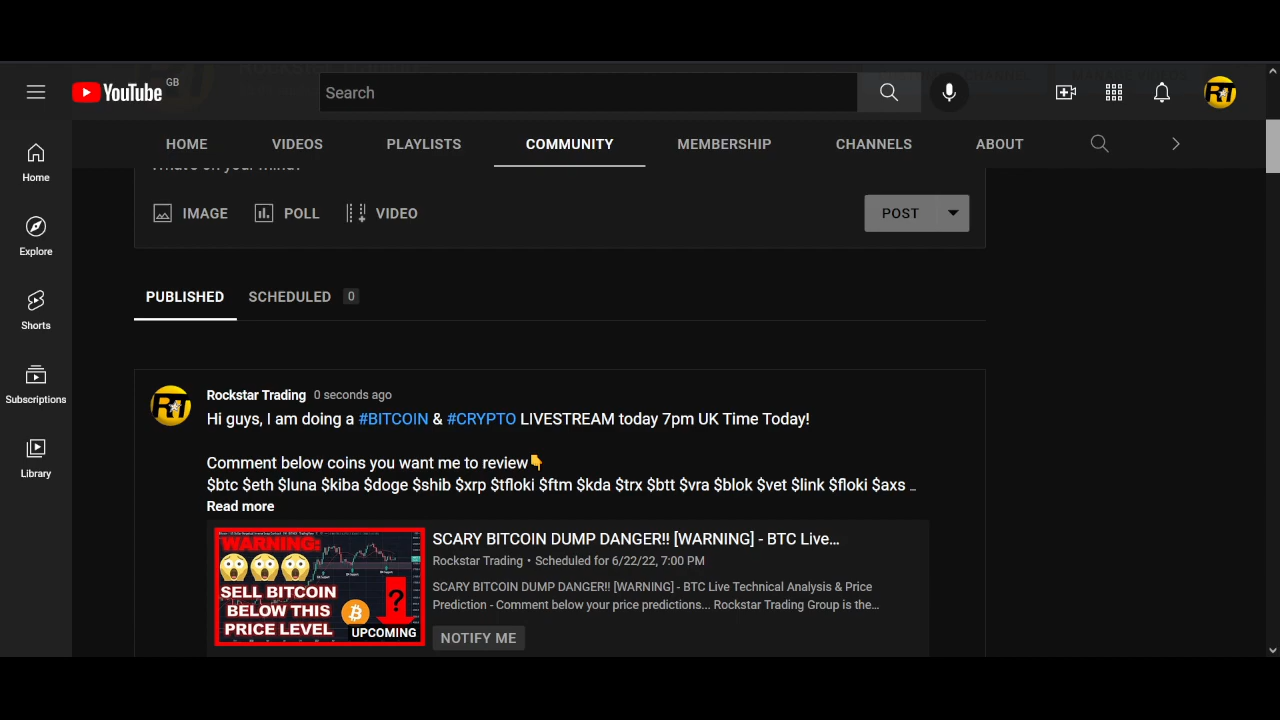 YouTube GB
Search
HOME VIDEOS PLAYLISTS COMMUNITY MEMBERSHIP CHANNELS ABOUT
Home
Explore
Shorts
Subscriptions
Library
What's on your mind?
IMAGE POLL VIDEO POST
PUBLISHED SCHEDULED 0
RT
Rockstar Trading 0 seconds ago
Hi guys, I am doing a #BITCOIN & #CRYPTO LIVESTREAM today 7pm UK Time Today!
Comment below coins you want me to review👇
$btc $eth $luna $kiba $doge $shib $xrp $tfloki $ftm $kda $trx $btt $vra $blok $vet $link $floki $axs ...
Read more
WARNING:
SELL BITCOIN
BELOW THIS
PRICE LEVEL
?
UPCOMING
SCARY BITCOIN DUMP DANGER!! [WARNING] - BTC Live...
Rockstar Trading • Scheduled for 6/22/22, 7:00 PM
SCARY BITCOIN DUMP DANGER!! [WARNING] - BTC Live Technical Analysis & Price
Prediction - Comment below your price predictions... Rockstar Trading Group is the...
NOTIFY ME